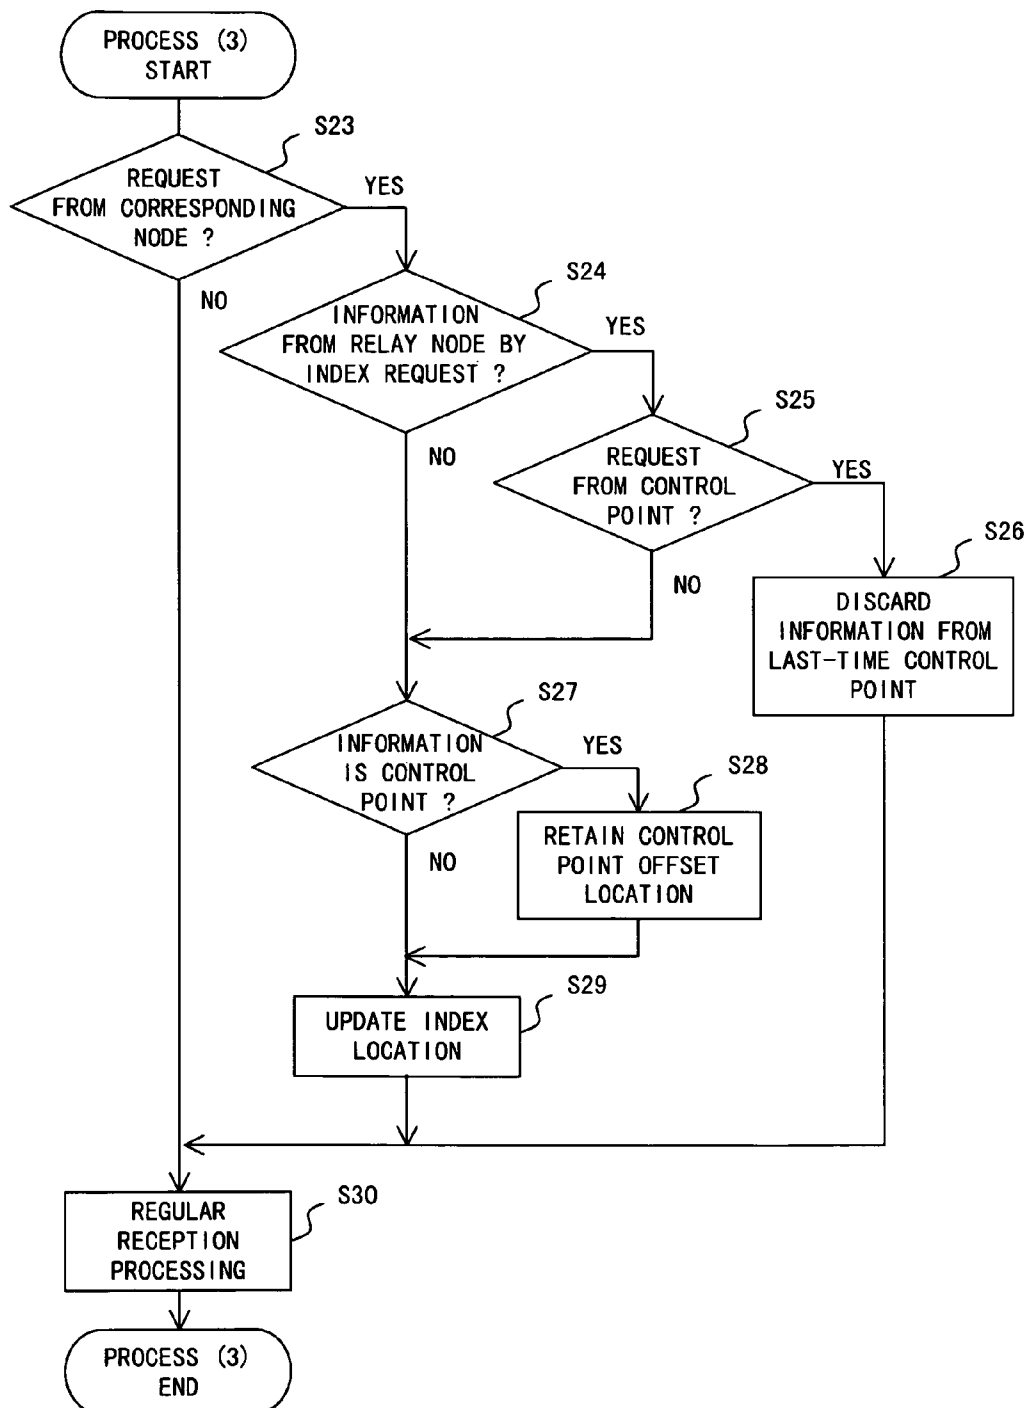 PROCESS (3)
START
S23
REQUEST
FROM CORRESPONDING
NODE ?
YES
NO
S24
INFORMATION
FROM RELAY NODE BY
INDEX REQUEST ?
YES
NO
S25
REQUEST
FROM CONTROL
POINT ?
YES
NO
S26
DISCARD
INFORMATION FROM
LAST-TIME CONTROL
POINT
S27
INFORMATION
IS CONTROL
POINT ?
YES
NO
S28
RETAIN CONTROL
POINT OFFSET
LOCATION
S29
UPDATE INDEX
LOCATION
S30
REGULAR
RECEPTION
PROCESSING
PROCESS (3)
END